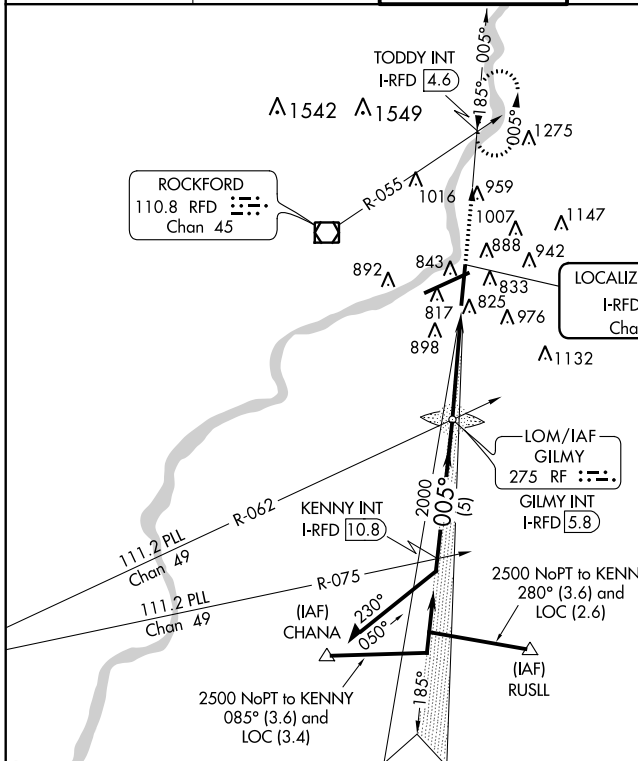 TODDY INT
I-RFD 4.6
185°
005°
005°
1542
1549
1275
ROCKFORD
110.8 RFD
Chan 45
R-055
1016
959
1007
1147
888
942
843
892
833
817
825
976
898
1132
LOCALIZ
I-RFD
Cha
LOM/IAF
GILMY
275 RF
GILMY INT
I-RFD 5.8
2000
005°
(5)
KENNY INT
I-RFD 10.8
R-062
111.2 PLL
Chan 49
R-075
111.2 PLL
Chan 49
230°
050°
(IAF)
CHANA
2500 NoPT to KENN
280° (3.6) and
LOC (2.6)
(IAF)
RUSLL
185°
2500 NoPT to KENNY
085° (3.6) and
LOC (3.4)